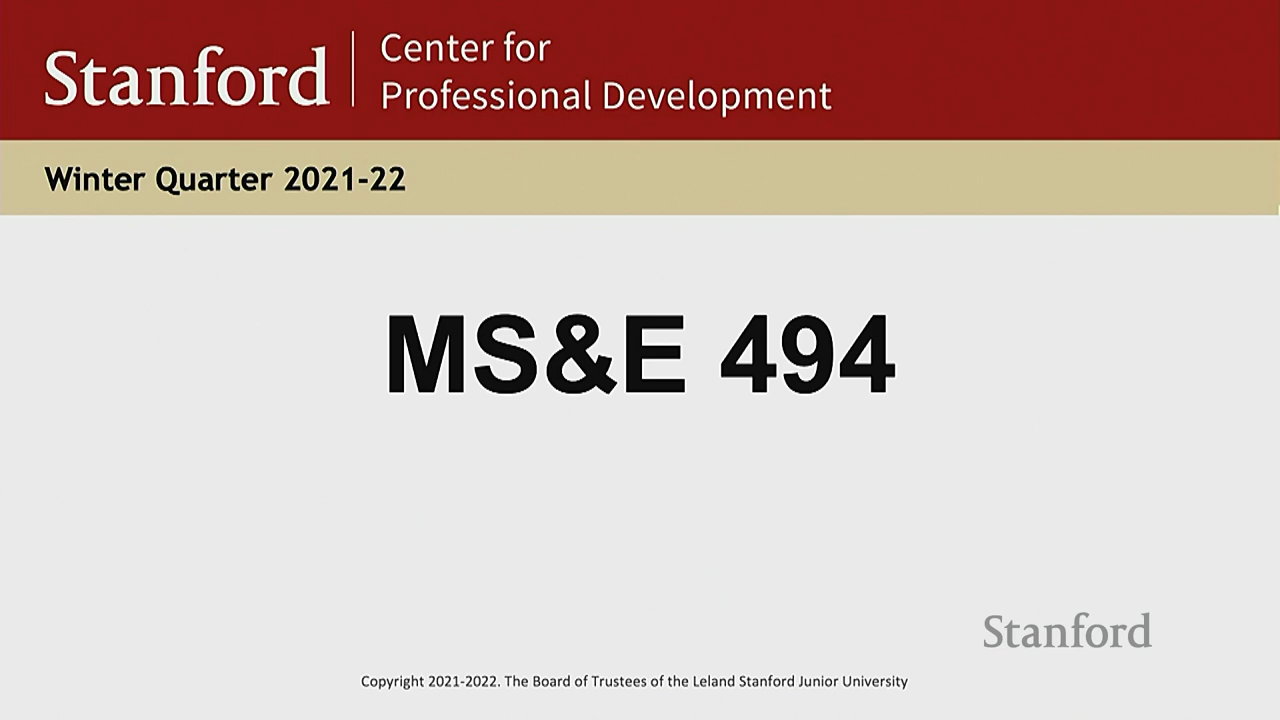 Stanford
Center for
Professional Development
Winter Quarter 2021-22
MS&E 494
Stanford
Copyright 2021-2022. The Board of Trustees of the Leland Stanford Junior University